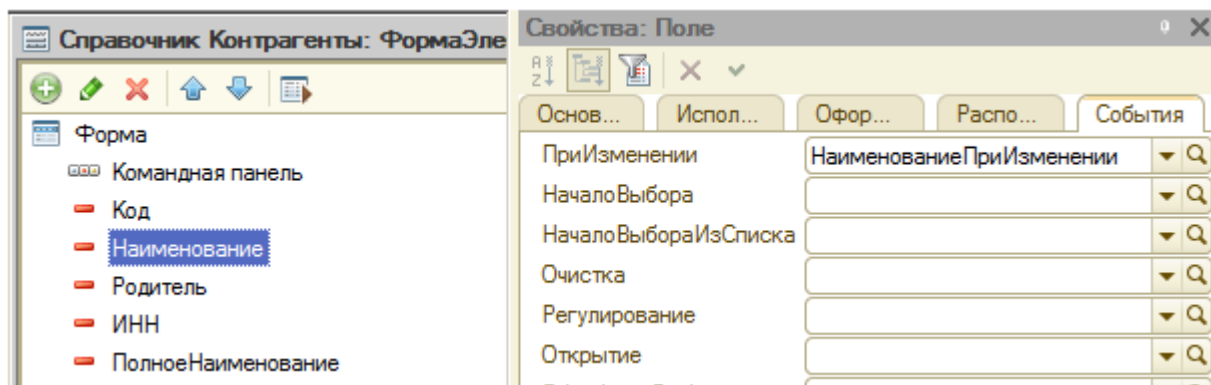 Справочник Контрагенты: ФормаЭле
Форма
Командная панель
Код
Наименование
Родитель
ИНН
ПолноеНаименование
Свойства: Поле
Основ...
Испол...
Офор...
Распо...
События
ПриИзменении
НаименованиеПриИзменении
НачалоВыбора
НачалоВыбораИзСписка
Очистка
Регулирование
Открытие